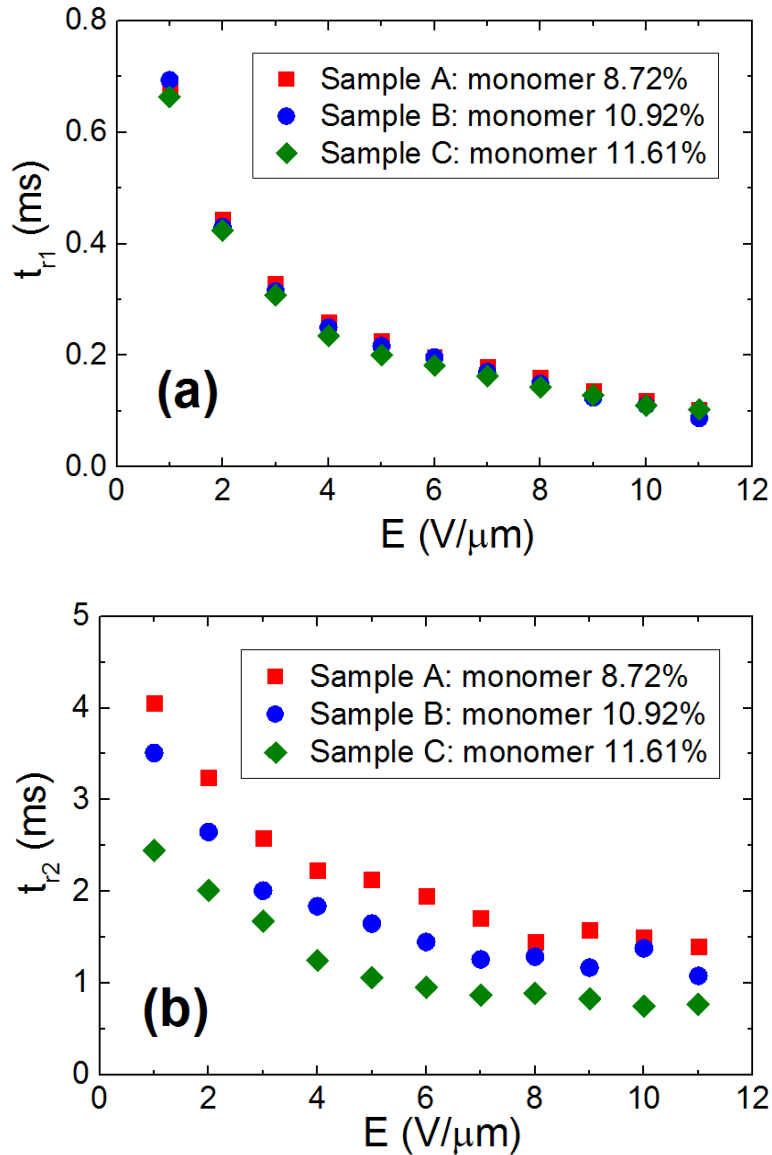 0.8
0.6
0.4
0.2
0.0
t_r1 (ms)
Sample A: monomer 8.72%
Sample B: monomer 10.92%
Sample C: monomer 11.61%
(a)
0 2 4 6 8 10 12
E (V/μm)
5
4
3
2
1
0
t_r2 (ms)
Sample A: monomer 8.72%
Sample B: monomer 10.92%
Sample C: monomer 11.61%
(b)
0 2 4 6 8 10 12
E (V/μm)